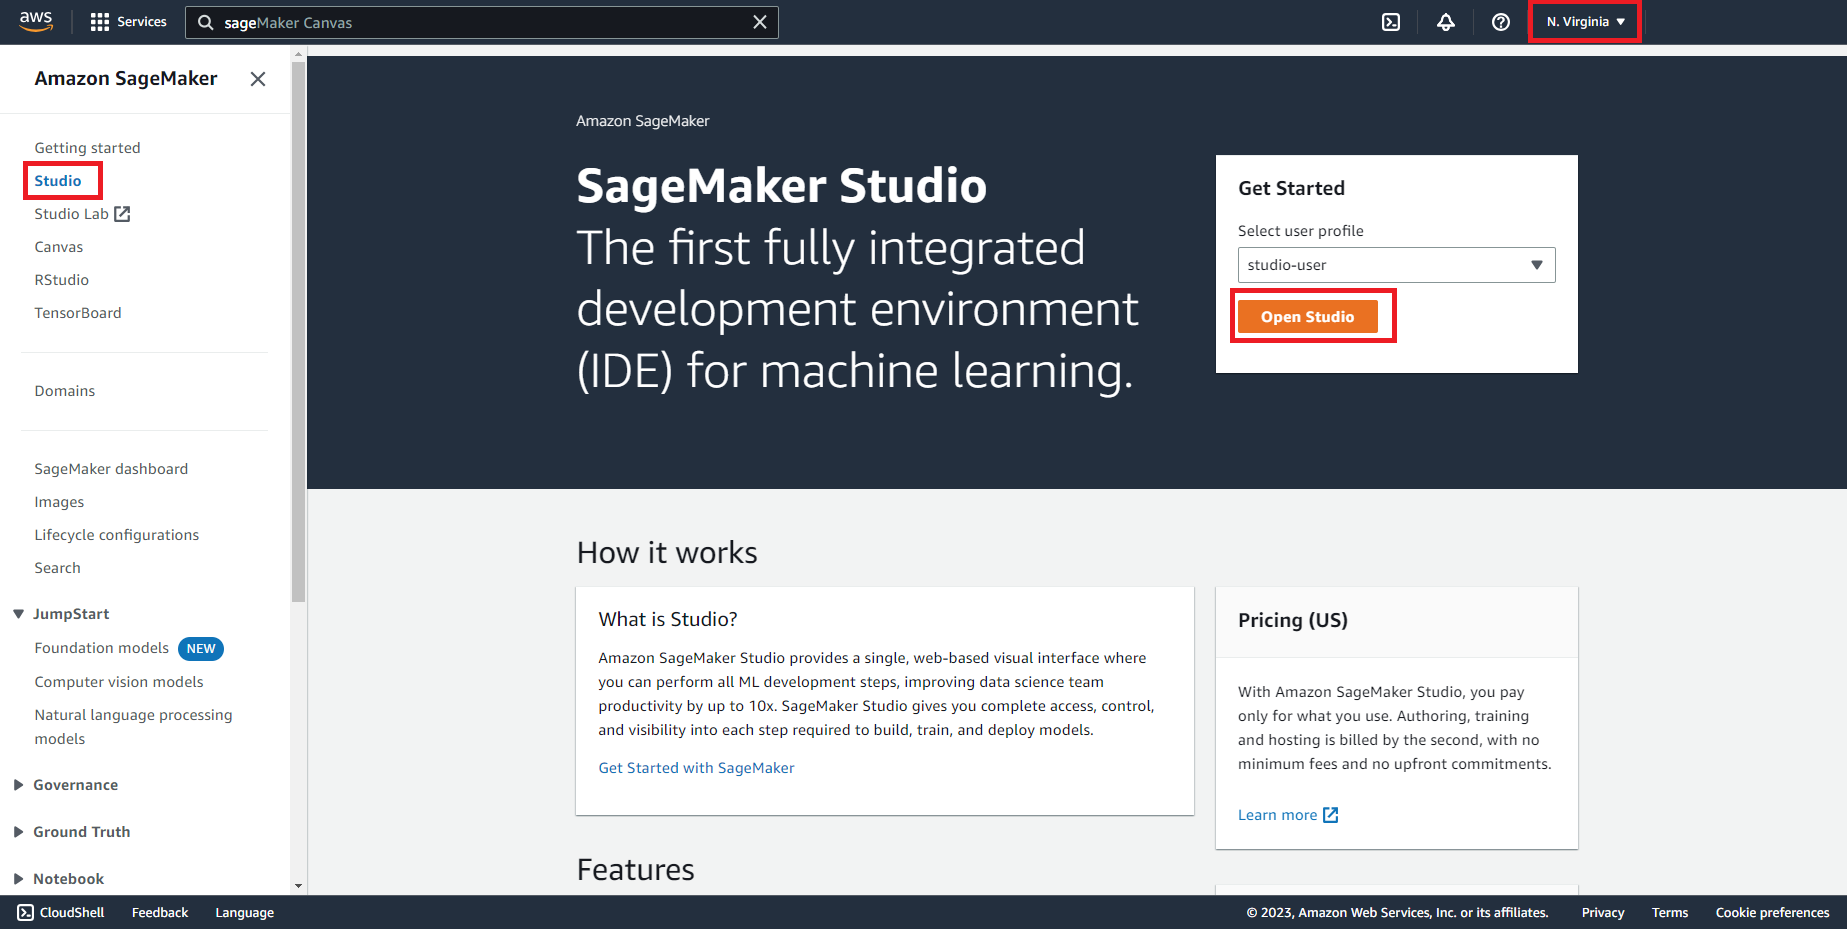 aws
Services
sageMaker Canvas
N. Virginia
Amazon SageMaker
Getting started
Studio
Studio Lab
Canvas
RStudio
TensorBoard
Domains
SageMaker dashboard
Images
Lifecycle configurations
Search
JumpStart
Foundation models NEW
Computer vision models
Natural language processing
models
Governance
Ground Truth
Notebook
Amazon SageMaker
SageMaker Studio
The first fully integrated
development environment
(IDE) for machine learning.
Get Started
Select user profile
studio-user
Open Studio
How it works
What is Studio?
Amazon SageMaker Studio provides a single, web-based visual interface where
you can perform all ML development steps, improving data science team
productivity by up to 10x. SageMaker Studio gives you complete access, control,
and visibility into each step required to build, train, and deploy models.
Get Started with SageMaker
Pricing (US)
With Amazon SageMaker Studio, you pay
only for what you use. Authoring, training
and hosting is billed by the second, with no
minimum fees and no upfront commitments.
Learn more
Features
CloudShell
Feedback
Language
© 2023, Amazon Web Services, Inc. or its affiliates.
Privacy
Terms
Cookie preferences